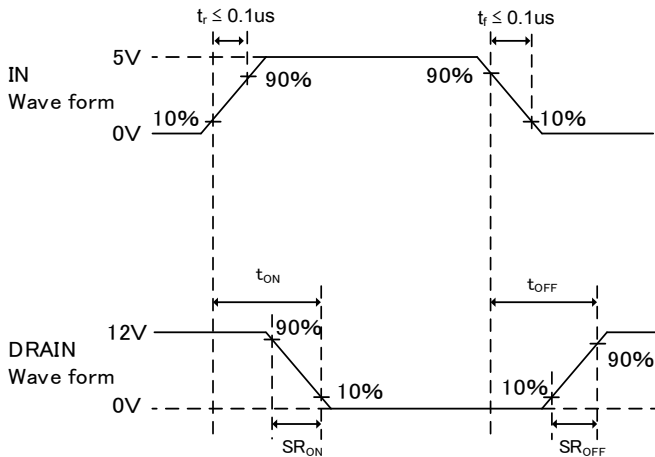 tr ≤ 0.1us
tf ≤ 0.1us
IN
Wave form
5V
0V
10%
90%
90%
10%
tON
tOFF
DRAIN
Wave form
12V
0V
90%
10%
10%
90%
SRON
SROFF